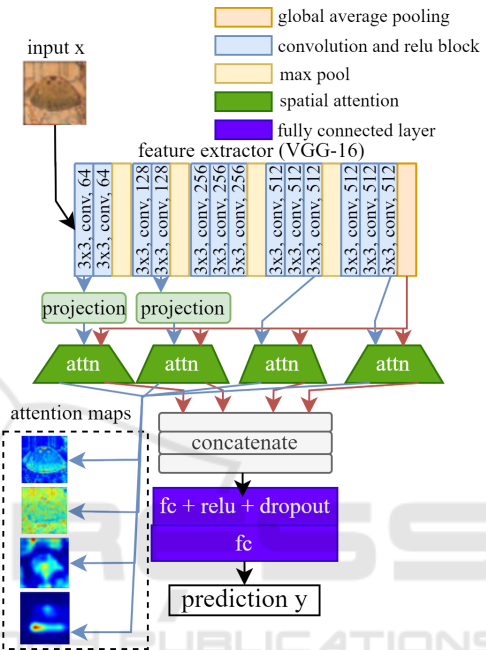 global average pooling
input x
convolution and relu block
max pool
spatial attention
fully connected layer
feature extractor (VGG-16)
3x3, conv, 64
3x3, conv, 64
3x3, conv, 128
3x3, conv, 128
3x3, conv, 256
3x3, conv, 256
3x3, conv, 256
3x3, conv, 512
3x3, conv, 512
3x3, conv, 512
3x3, conv, 512
3x3, conv, 512
3x3, conv, 512
projection
projection
attn
attn
attn
attn
attention maps
concatenate
fc + relu + dropout
fc
prediction y
PUBLICATIONS